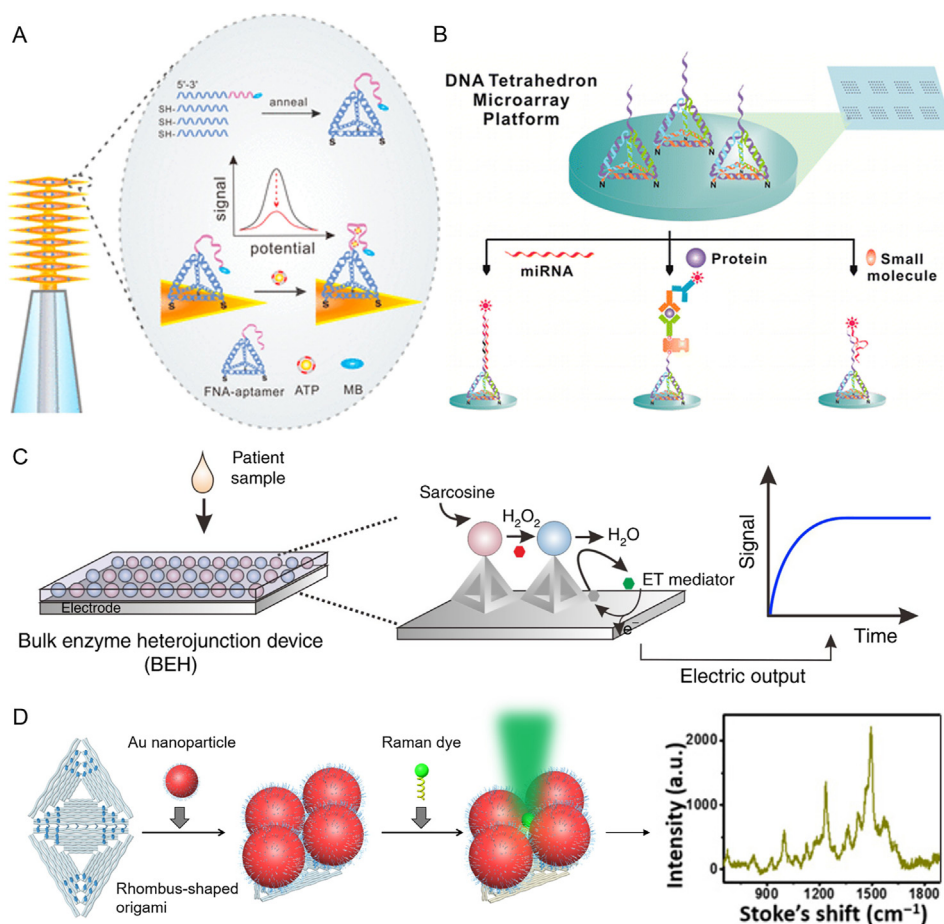 A
5'-3'
SH-
SH-
SH-
anneal
S
S
signal
potential
S
S
S
S
S
S
FNA-aptamer
ATP
MB
B
DNA Tetrahedron
Microarray
Platform
N
N
N
N
N
N
miRNA
Protein
Small
molecule
N
N
N
N
N
N
C
Patient
sample
Electrode
Bulk enzyme heterojunction device
(BEH)
Sarcosine
H₂O₂
H₂O
ET mediator
e⁻
Electric output
Signal
Time
D
Au nanoparticle
Rhombus-shaped
origami
Raman dye
Intensity (a.u.)
2000
1000
0
900
1200
1500
1800
Stoke's shift (cm⁻¹)